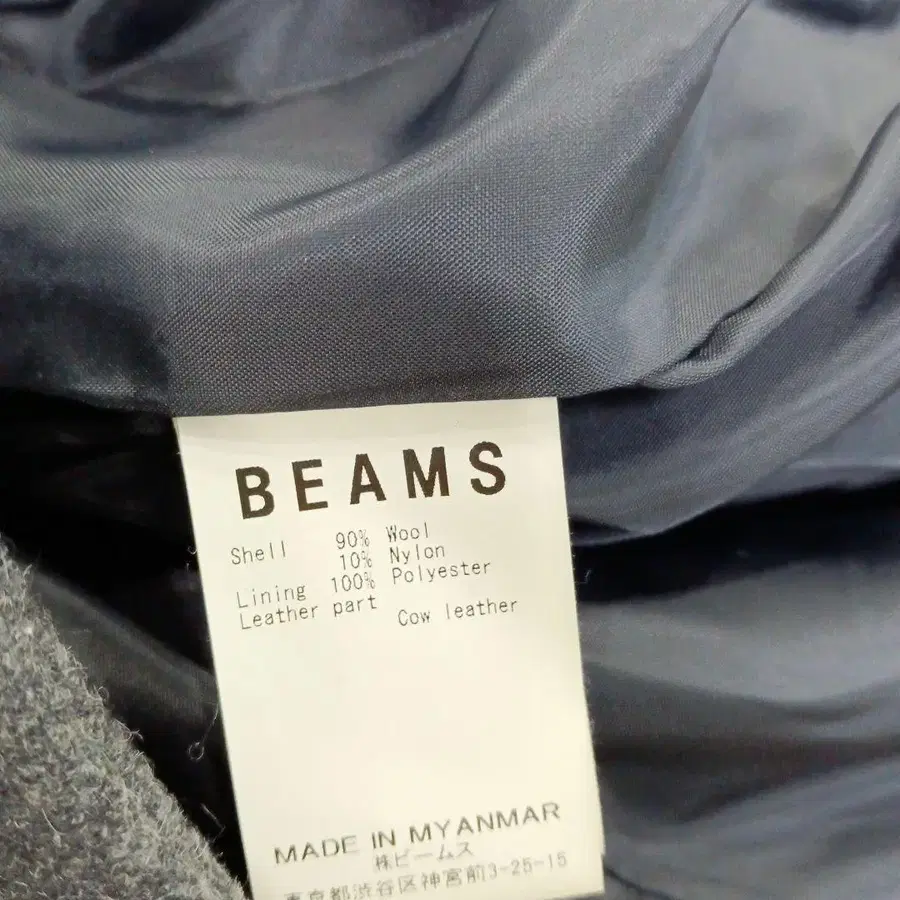 BEAMS
Shell 90% Wool
10% Nylon
Lining 100% Polyester
Leather part Cow leather
MADE IN MYANMAR
㈱ビームス
東京都渋谷区神宮前3-25-15